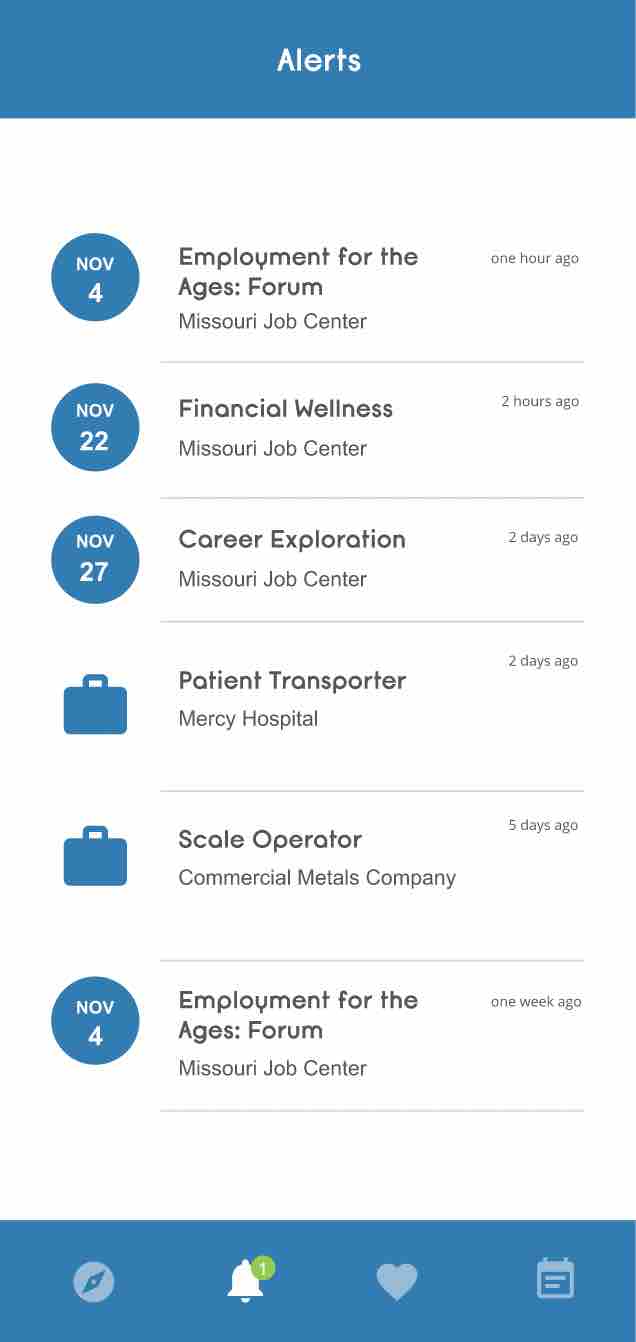 Alerts
NOV
4
Employment for the
Ages: Forum
Missouri Job Center
one hour ago
NOV
22
Financial Wellness
Missouri Job Center
2 hours ago
NOV
27
Career Exploration
Missouri Job Center
2 days ago
Patient Transporter
Mercy Hospital
2 days ago
Scale Operator
Commercial Metals Company
5 days ago
NOV
4
Employment for the
Ages: Forum
Missouri Job Center
one week ago
1